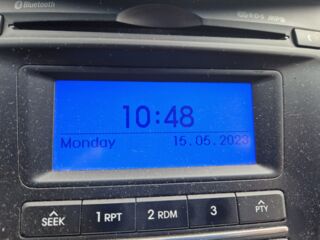 Bluetooth
10:48
Monday 15.05.2023
SEEK 1 RPT 2 RDM 3 PTY